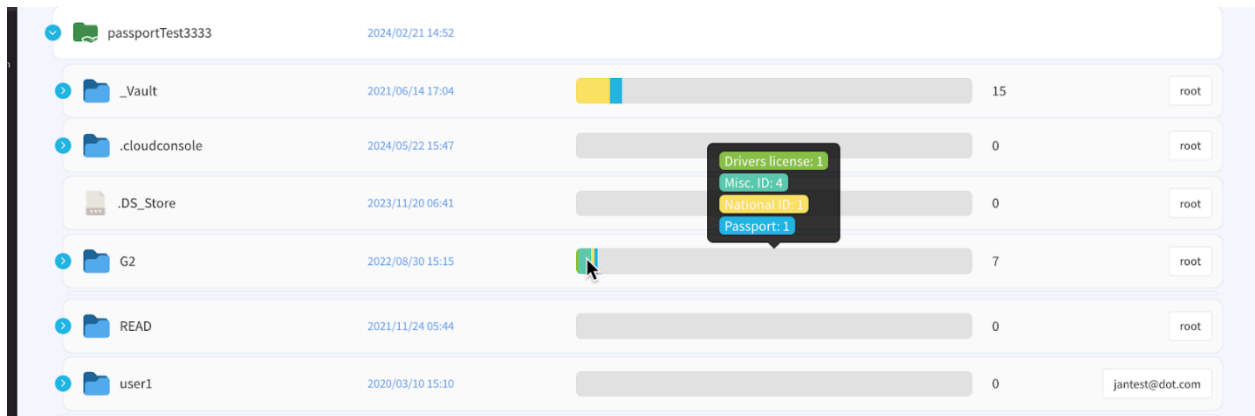 passportTest3333 2024/02/21 14:52
_Vault 2021/06/14 17:04 15 root
.cloudconsole 2024/05/22 15:47 0 root
Drivers license: 1
Misc. ID: 4
.DS_Store 2023/11/20 06:41 0 root
National ID: 1
Passport: 1
G2 2022/08/30 15:15 7 root
READ 2021/11/24 05:44 0 root
user1 2020/03/10 15:10 0 jantest@dot.com